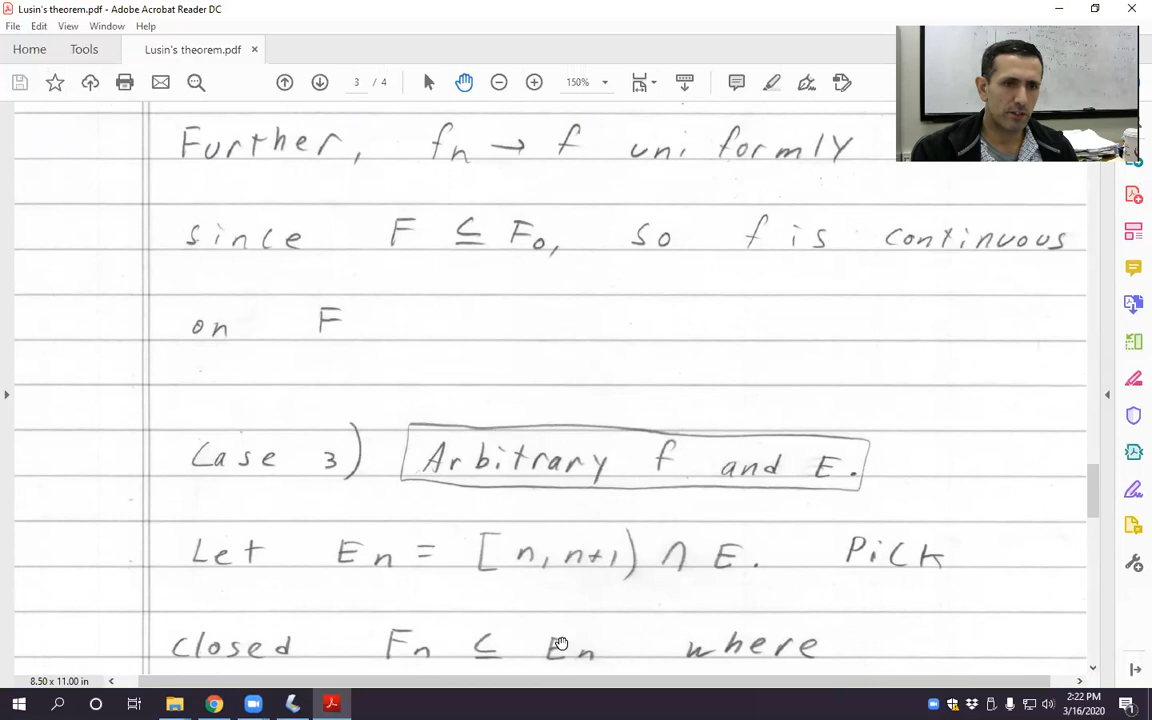 Lusin's theorem.pdf - Adobe Acrobat Reader DC
File Edit View Window Help
Home Tools Lusin's theorem.pdf ×
3 / 4 150%
Further, fn → f uniformly
since F ⊆ F0, so f is continuous
on F
Case 3) Arbitrary f and E.
Let En = [n, n+1) ∩ E. Pick
closed Fn ⊆ En where
8.50 x 11.00 in
2:22 PM
3/16/2020